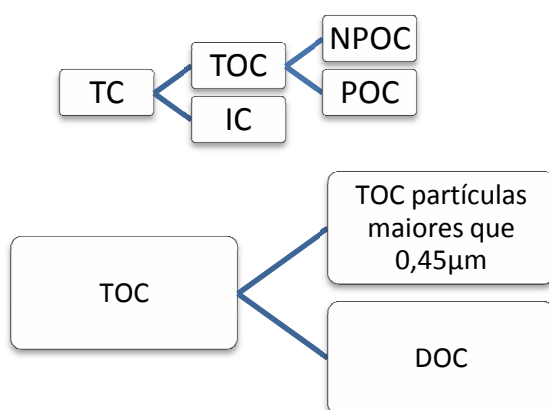 TC
TOC
IC
NPOC
POC
TOC
TOC partículas
maiores que
0,45µm
DOC